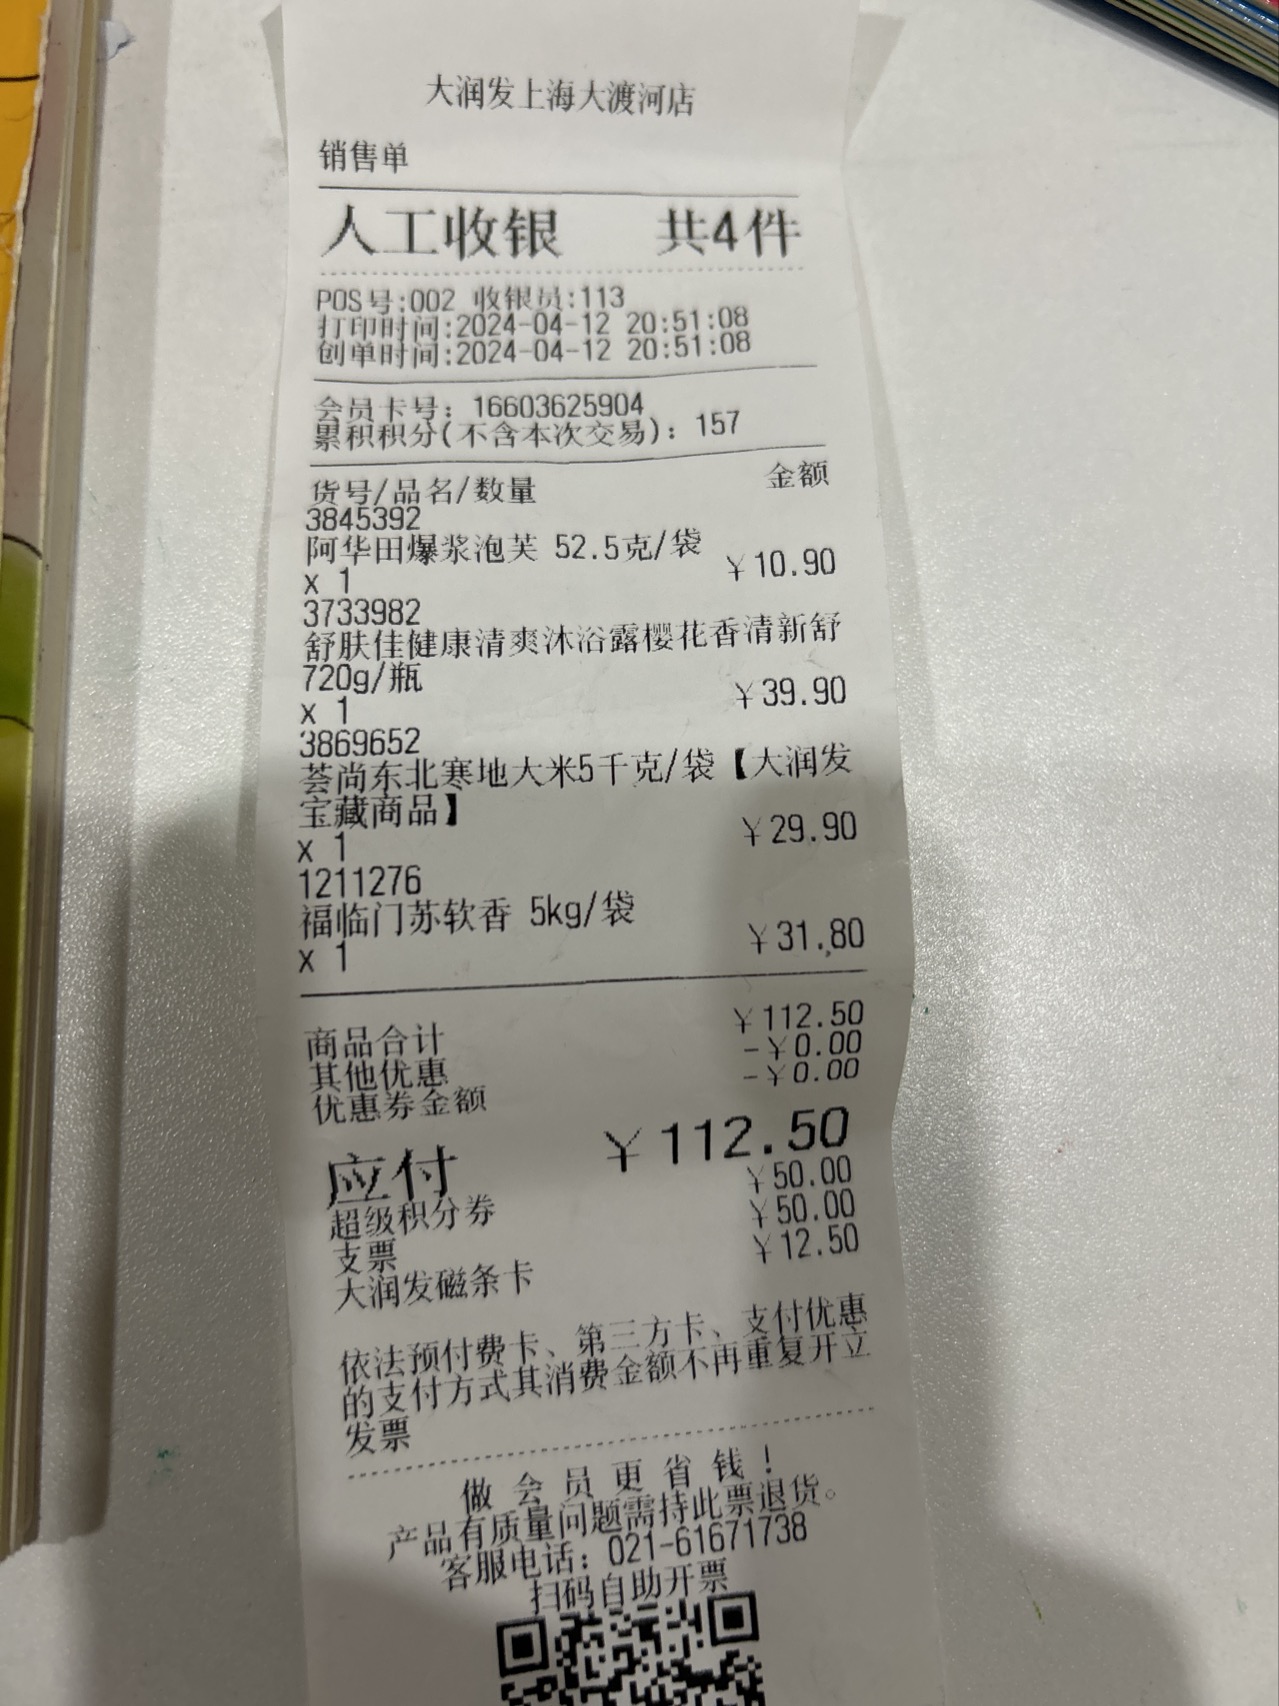 大润发上海大渡河店
销售单
人工收银 共4件
POS号:002 收银员:113
打印时间:2024-04-12 20:51:08
创单时间:2024-04-12 20:51:08
会员卡号: 16603625904
累积积分(不含本次交易): 157
货号/品名/数量 金额
3845392
阿华田爆浆泡芙 52.5克/袋
x 1 ¥10.90
3733982
舒肤佳健康清爽沐浴露樱花香清新舒
720g/瓶
x 1 ¥39.90
3869652
荟尚东北寒地大米5千克/袋【大润发
宝藏商品】
x 1 ¥29.90
1211276
福临门苏软香 5kg/袋
x 1 ¥31.80
商品合计 ¥112.50
其他优惠 -¥0.00
优惠券金额 -¥0.00
应付 ¥112.50
超级积分券 ¥50.00
支票 ¥50.00
大润发磁条卡 ¥12.50
依法预付费卡、第三方卡、支付优惠
的支付方式其消费金额不再重复开立
发票
做会员更省钱!
产品有质量问题需持此票退货。
客服电话: 021-61671738
扫码自助开票